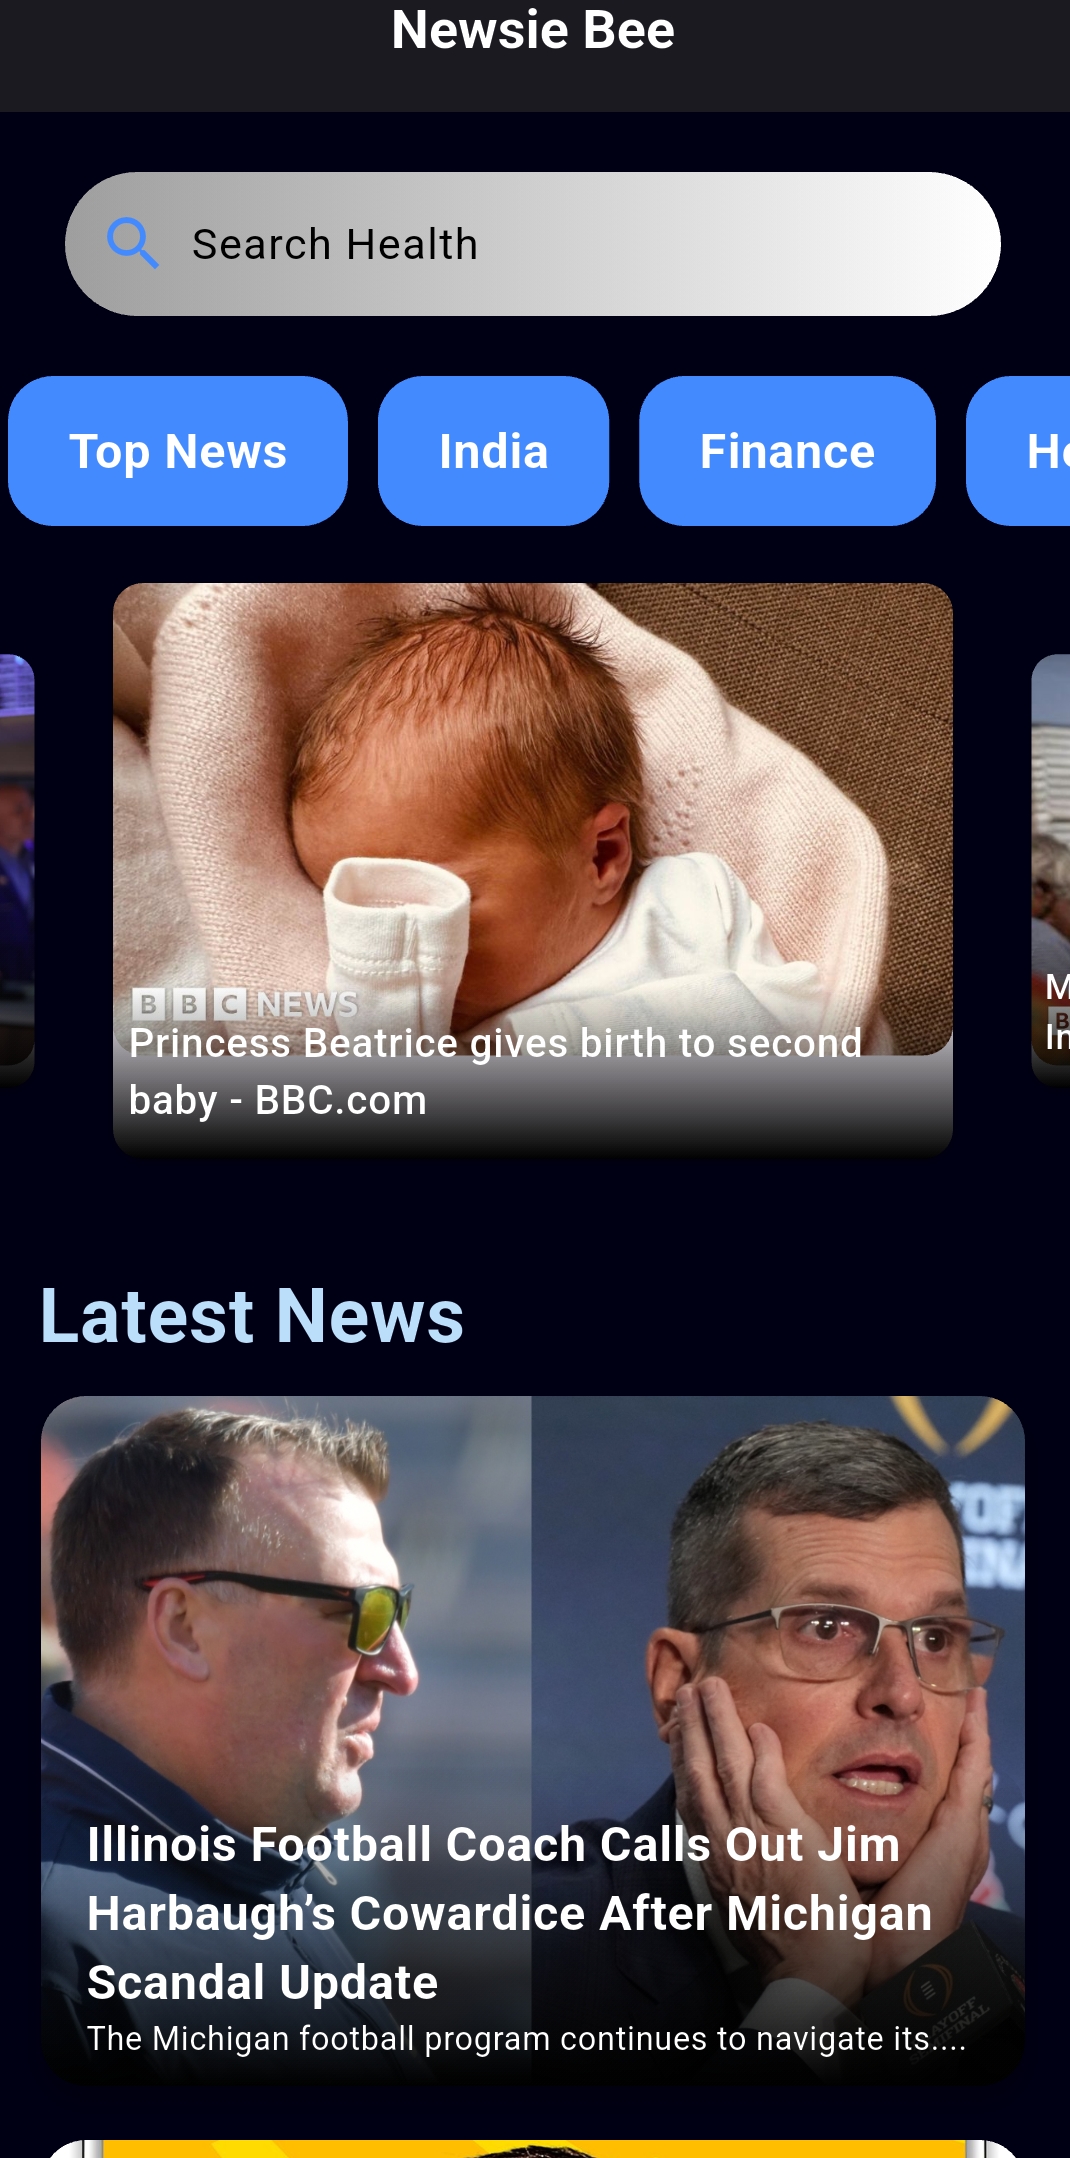 Newsie Bee
Search Health
Top News
India
Finance
BBC NEWS
Princess Beatrice gives birth to second
baby - BBC.com
Latest News
Illinois Football Coach Calls Out Jim
Harbaugh’s Cowardice After Michigan
Scandal Update
The Michigan football program continues to navigate its....